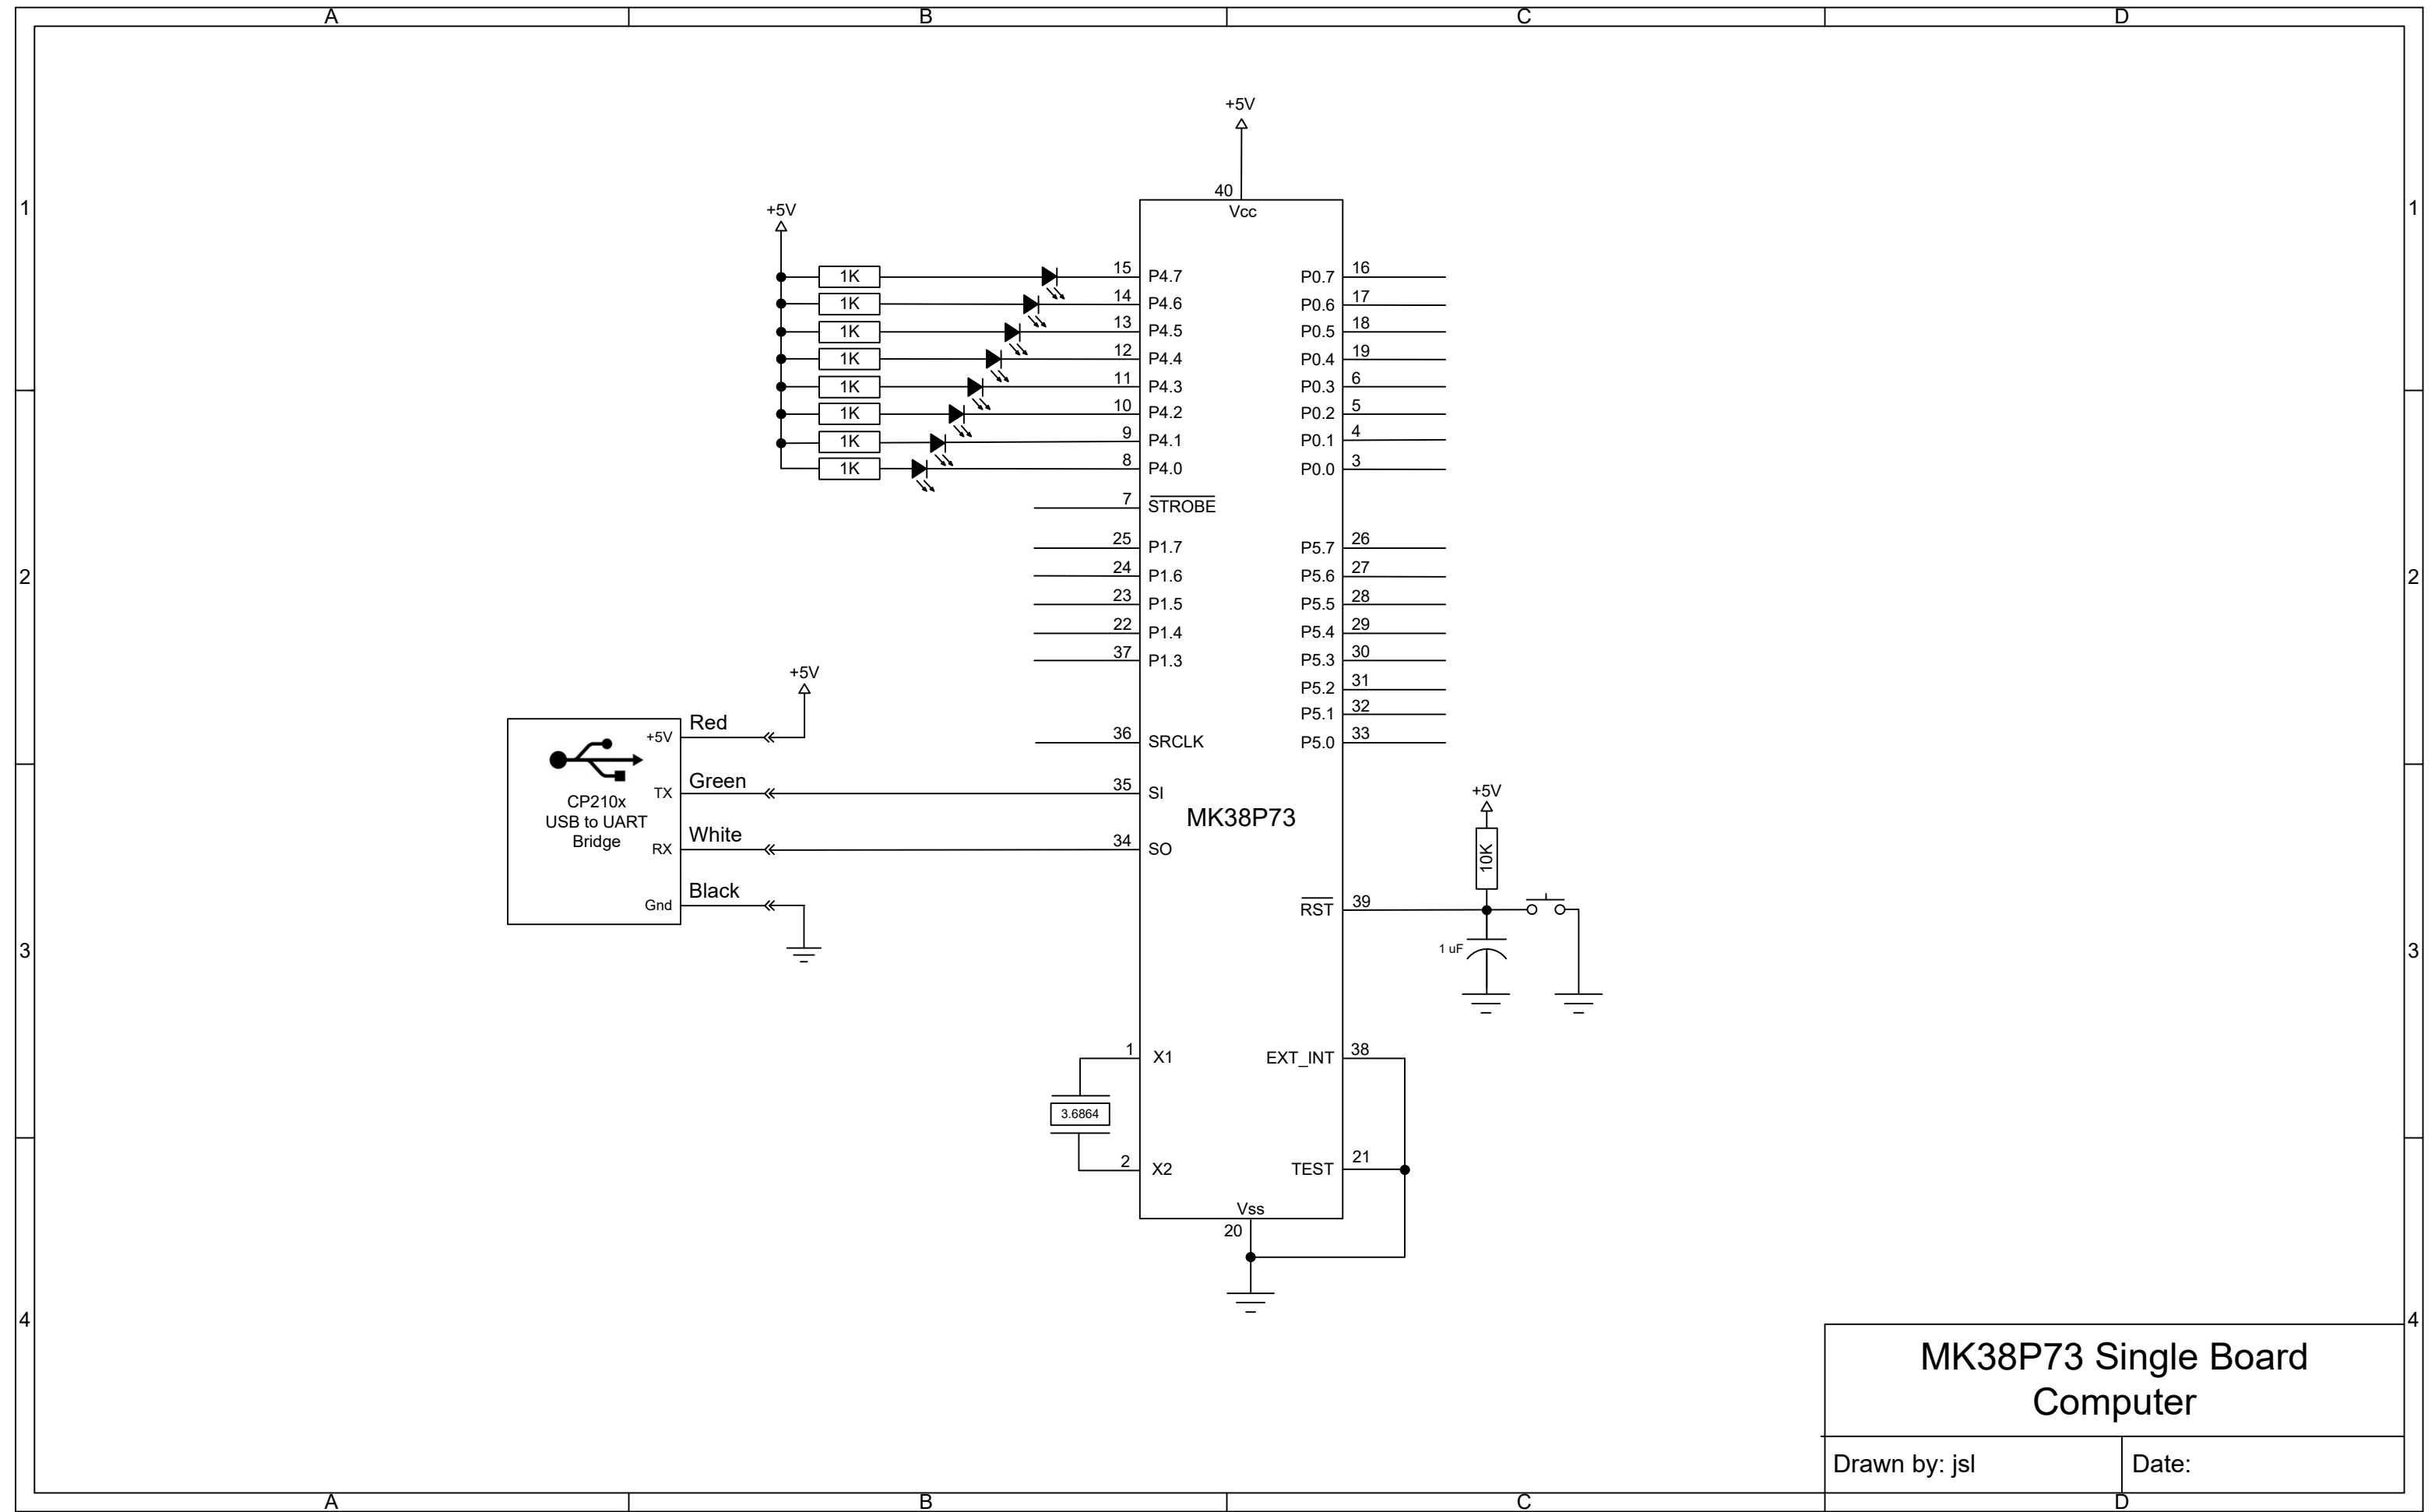 A B C D
+5V
40
Vcc
1 1
+5V
1K 15 P4.7 P0.7 16
1K 14 P4.6 P0.6 17
1K 13 P4.5 P0.5 18
1K 12 P4.4 P0.4 19
1K 11 P4.3 P0.3 6
1K 10 P4.2 P0.2 5
1K 9 P4.1 P0.1 4
1K 8 P4.0 P0.0 3
7 STROBE
25 P1.7 P5.7 26
2 24 P1.6 P5.6 27 2
23 P1.5 P5.5 28
22 P1.4 P5.4 29
37 P1.3 P5.3 30
P5.2 31
P5.1 32
36 SRCLK P5.0 33
+5V
+5V Red
TX Green 35 SI
CP210x
USB to UART
Bridge
RX White 34 SO
Gnd Black
MK38P73
+5V
10K
RST 39
1 uF
3 3
1 X1 EXT_INT 38
3.6864
2 X2 TEST 21
Vss
20
4 4
MK38P73 Single Board
Computer
Drawn by: jsl Date:
A B C D